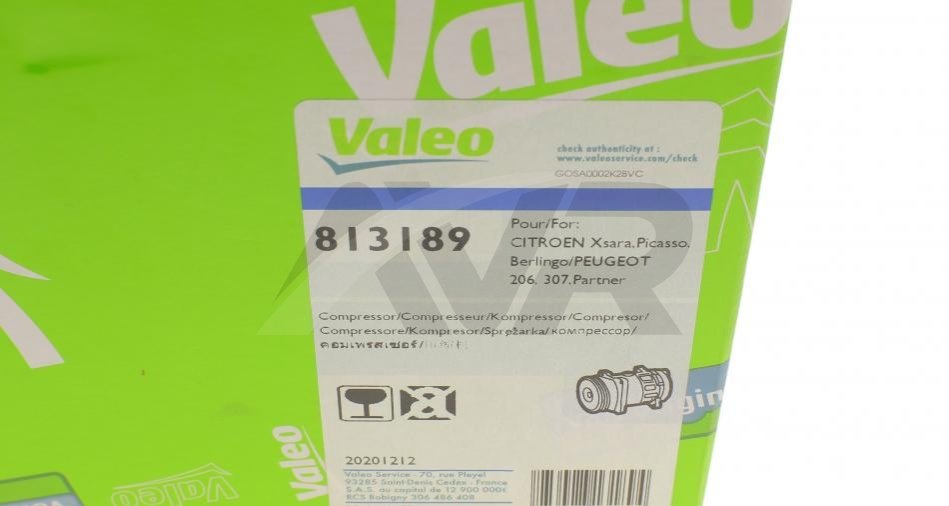 Valeo
Valeo
check authenticity at :
www.valeoservice.com/check
GOSA0002K28VC
AVR
813189
Pour/For:
CITROEN Xsara,Picasso,
Berlingo/PEUGEOT
206, 307,Partner
Compressor/Compresseur/Kompressor/Compresor/
Compressore/Kompresor/Sprężarka/компрессор/
คอมเพรสเซอร์/
20201212
Valeo Service - 70, rue Pleyel
93285 Saint-Denis Cedex - France
S.A.S. au capital de 12 900 000€
RCS Bobigny 306 486 408
Valeo
Valeo